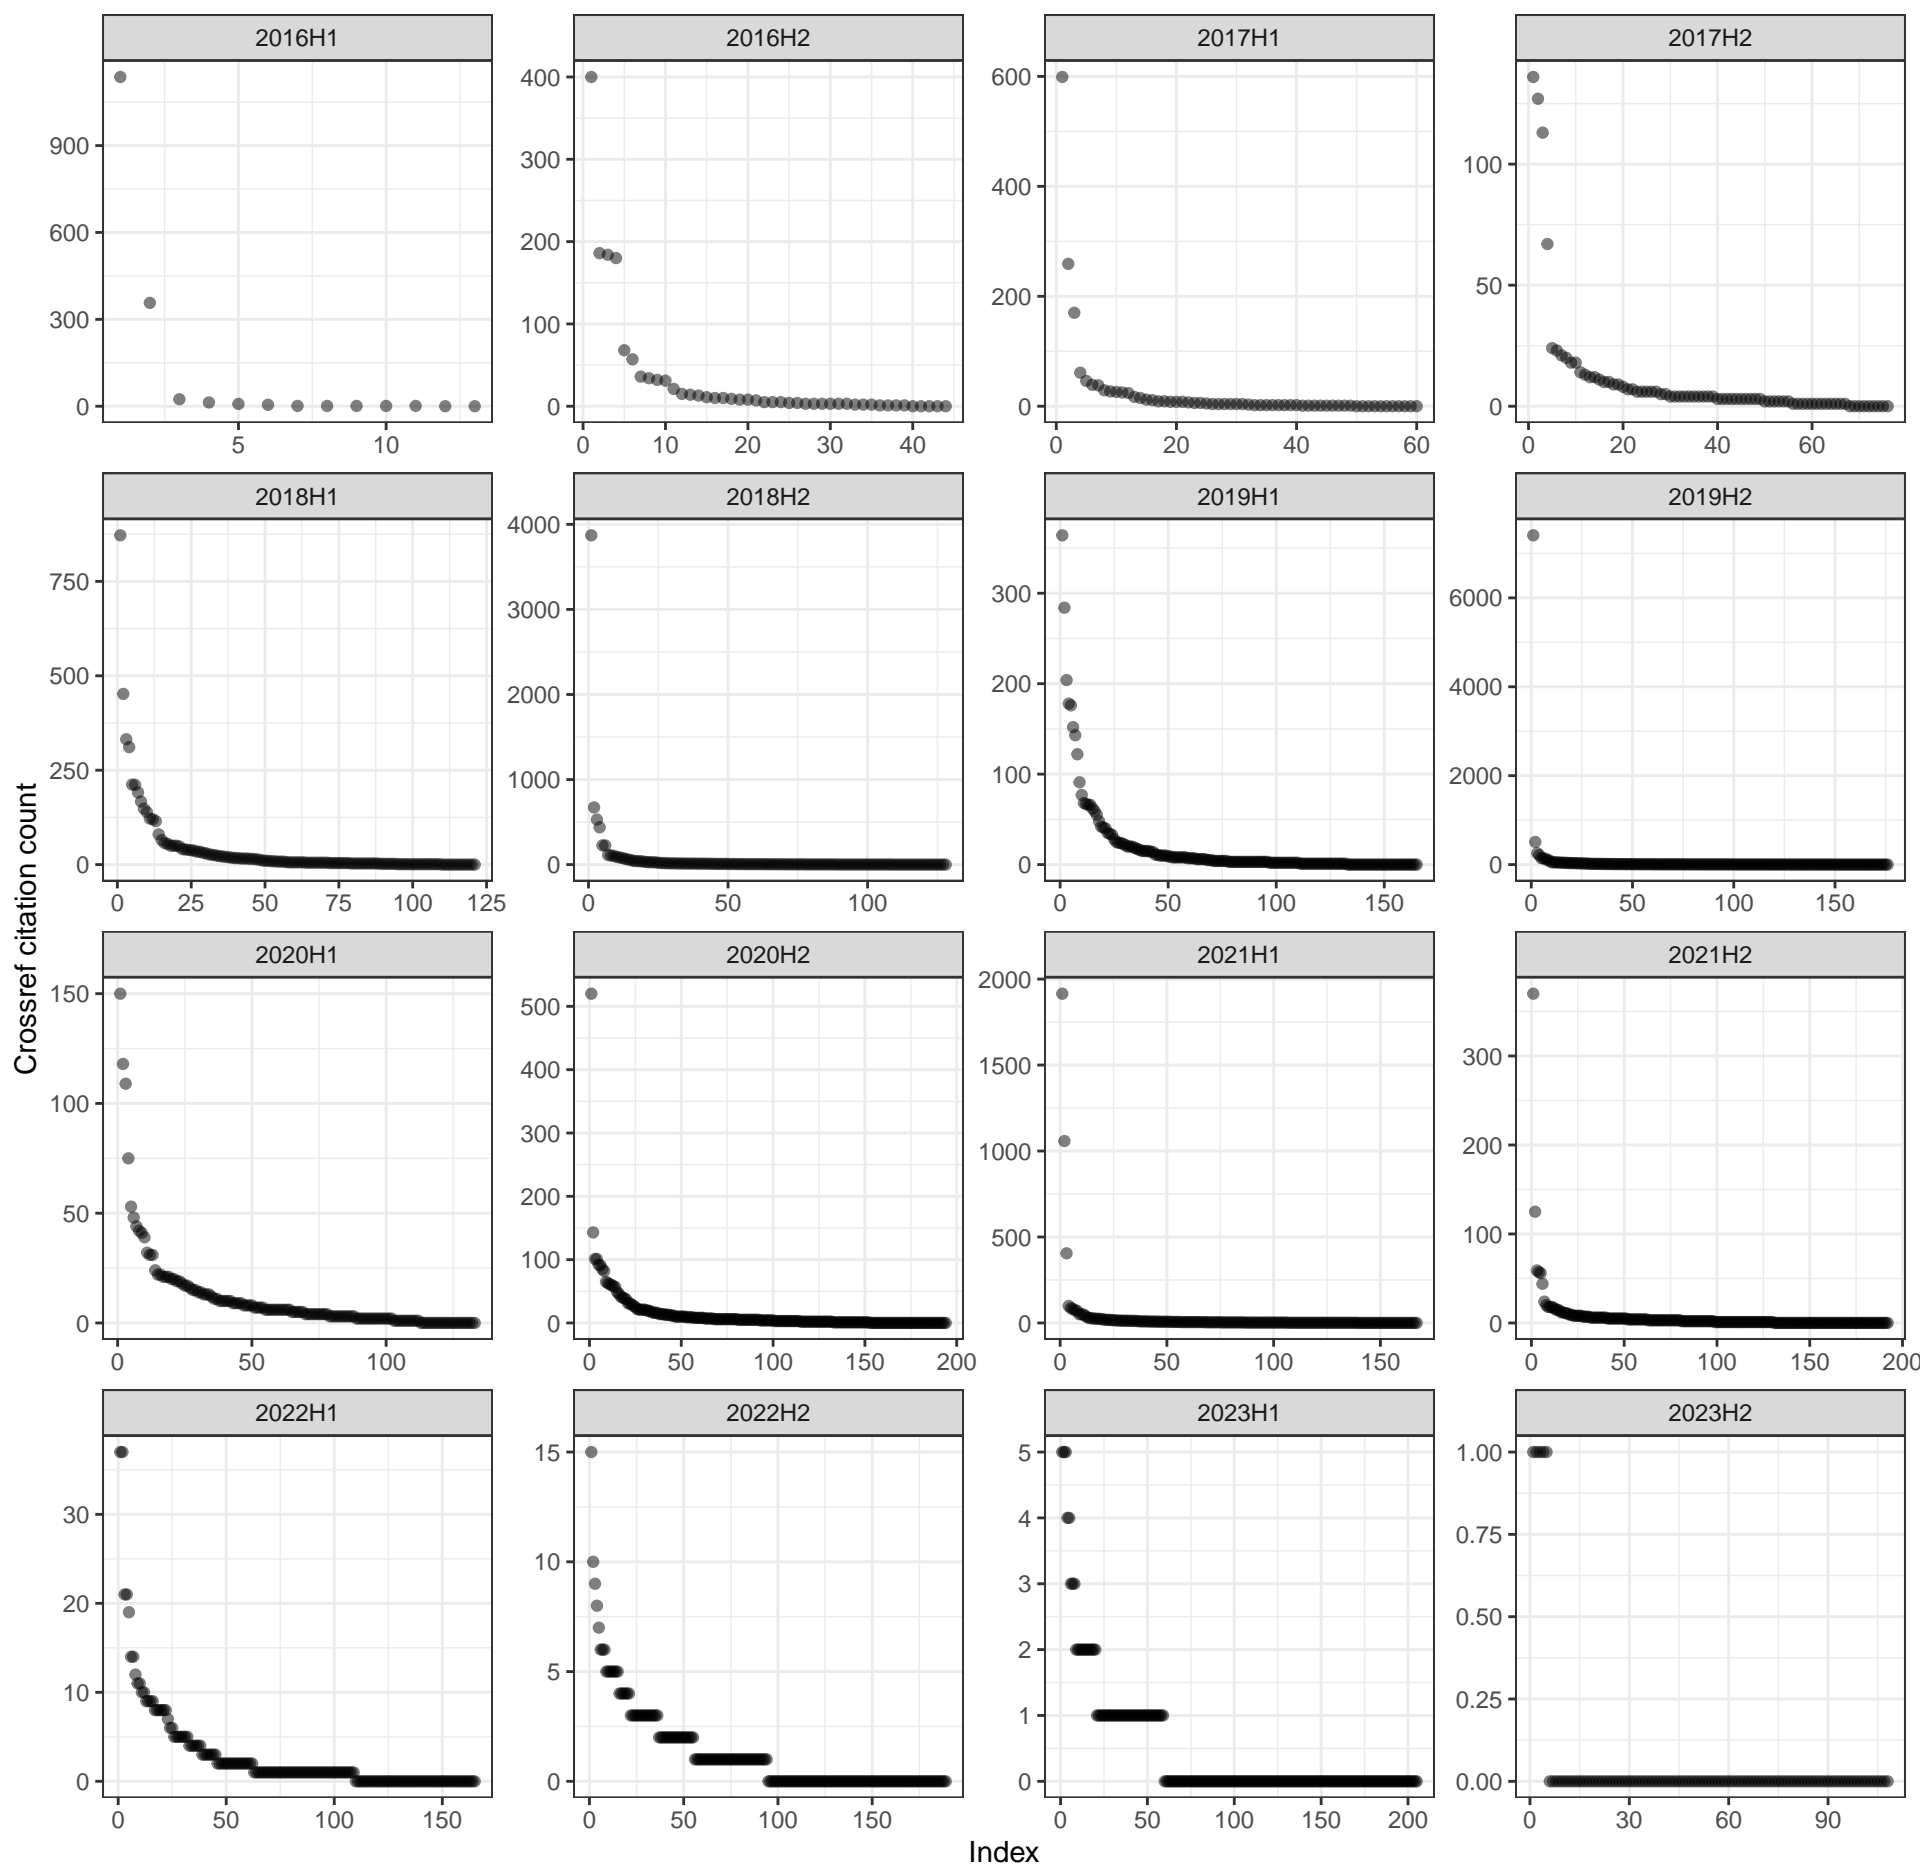 2016H1 2016H2 2017H1 2017H2
900 600 300 0
400 300 200 100 0
600 400 200 0
100 50 0
5 10
0 10 20 30 40
0 20 40 60
0 20 40 60
2018H1 2018H2 2019H1 2019H2
750 500 250 0
4000 3000 2000 1000 0
300 200 100 0
6000 4000 2000 0
0 25 50 75 100 125
0 50 100
0 50 100 150
0 50 100 150
Crossref citation count
2020H1 2020H2 2021H1 2021H2
150 100 50 0
500 400 300 200 100 0
2000 1500 1000 500 0
300 200 100 0
0 50 100
0 50 100 150 200
0 50 100 150
0 50 100 150 200
2022H1 2022H2 2023H1 2023H2
30 20 10 0
15 10 5 0
5 4 3 2 1 0
1.00 0.75 0.50 0.25 0.00
0 50 100 150
0 50 100 150
0 50 100 150 200
0 30 60 90
Index